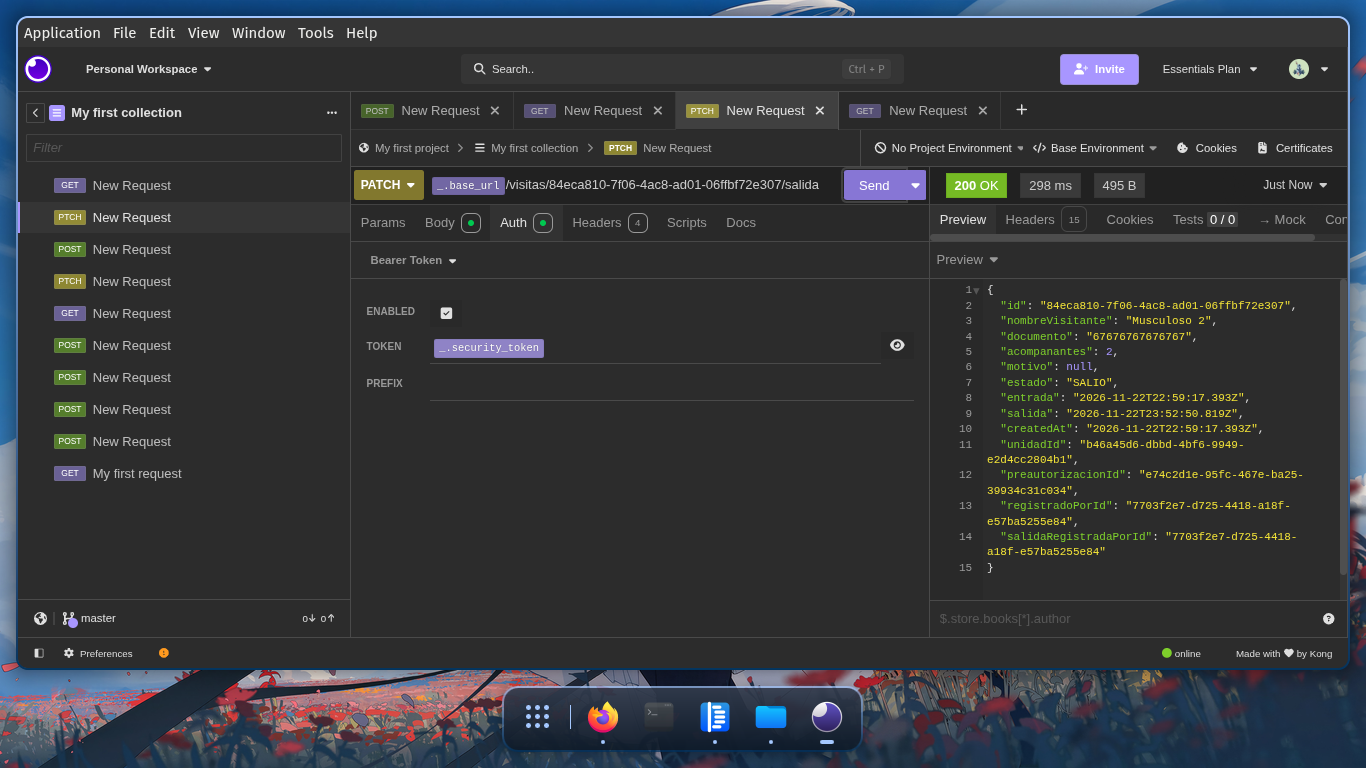 Application File Edit View Window Tools Help
Personal Workspace
Search..
Ctrl + P
Invite
Essentials Plan
My first collection
Filter
GET New Request
PTCH New Request
POST New Request
PTCH New Request
GET New Request
POST New Request
POST New Request
POST New Request
POST New Request
GET My first request
master
0 0
POST New Request
GET New Request
PTCH New Request
GET New Request
My first project
My first collection
PTCH New Request
No Project Environment
Base Environment
Cookies
Certificates
PATCH
_.base_url/visitas/84eca810-7f06-4ac8-ad01-06ffbf72e307/salida
Send
Params Body Auth Headers 4 Scripts Docs
Bearer Token
ENABLED
TOKEN _.security_token
PREFIX
200 OK
298 ms
495 B
Just Now
Preview Headers 15 Cookies Tests 0 / 0 → Mock Con
Preview
1 {
2 "id": "84eca810-7f06-4ac8-ad01-06ffbf72e307",
3 "nombreVisitante": "Musculoso 2",
4 "documento": "67676767676767",
5 "acompanantes": 2,
6 "motivo": null,
7 "estado": "SALIO",
8 "entrada": "2026-11-22T22:59:17.393Z",
9 "salida": "2026-11-22T23:52:50.819Z",
10 "createdAt": "2026-11-22T22:59:17.393Z",
11 "unidadId": "b46a45d6-dbbd-4bf6-9949-
e2d4cc2804b1",
12 "preautorizacionId": "e74c2d1e-95fc-467e-ba25-
39934c31c034",
13 "registradoPorId": "7703f2e7-d725-4418-a18f-
e57ba5255e84",
14 "salidaRegistradaPorId": "7703f2e7-d725-4418-
a18f-e57ba5255e84"
15 }
$.store.books[*].author
Preferences
online
Made with by Kong